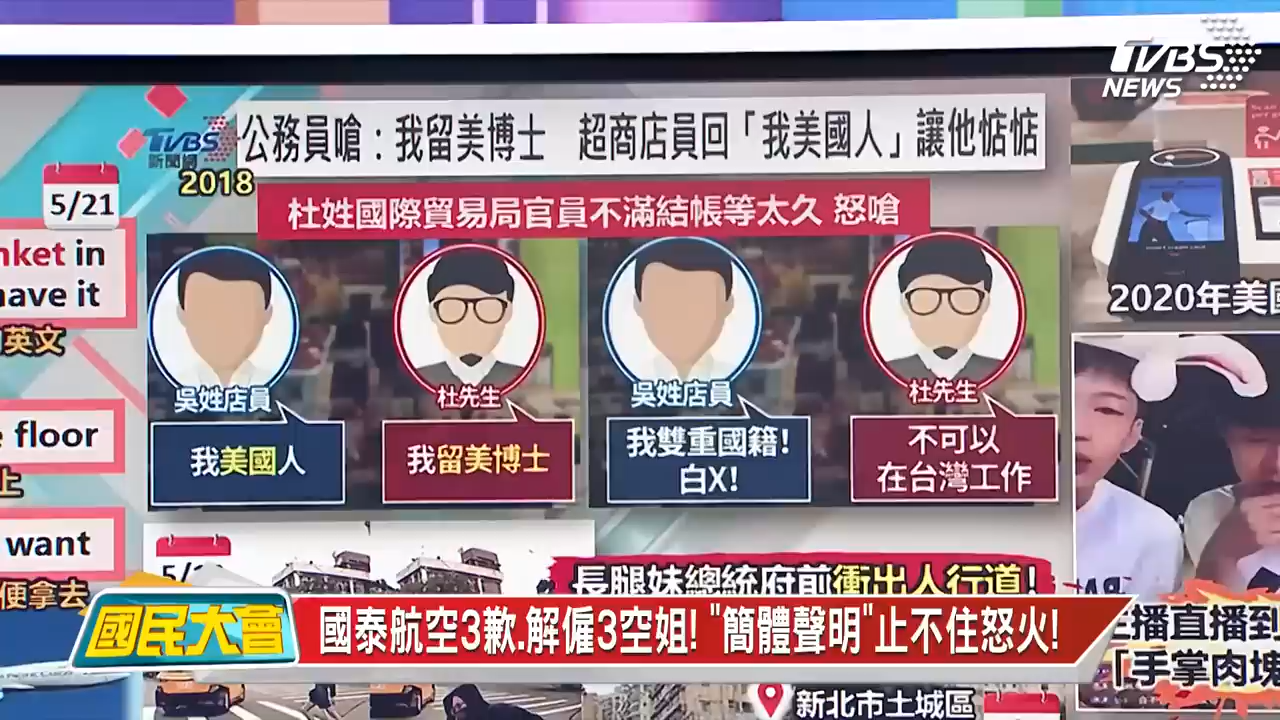 TVBS
NEWS
TVBS
新聞網
公務員嗆：我留美博士 超商店員回「我美國人」讓他惦惦
2018
杜姓國際貿易局官員不滿結帳等太久 怒嗆
5/21
nket in
have it
英文
吳姓店員
杜先生
吳姓店員
杜先生
我美國人
我留美博士
我雙重國籍!
白X!
不可以
在台灣工作
2020年美國
floor
上
want
便拿去
長腿妹總統府前衝出人行道!
國民大會
國泰航空3歉.解僱3空姐! "簡體聲明"止不住怒火!
主播直播到
「手掌肉塊
新北市土城區